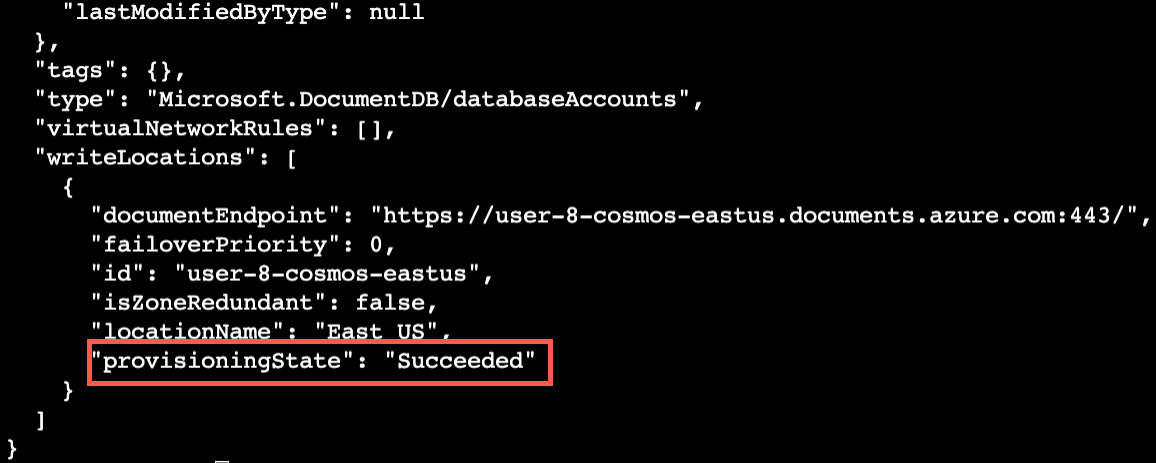 "lastModifiedByType": null
},
"tags": {},
"type": "Microsoft.DocumentDB/databaseAccounts",
"virtualNetworkRules": [],
"writeLocations": [
{
"documentEndpoint": "https://user-8-cosmos-eastus.documents.azure.com:443/",
"failoverPriority": 0,
"id": "user-8-cosmos-eastus",
"isZoneRedundant": false,
"locationName": "East US",
"provisioningState": "Succeeded"
}
]
}